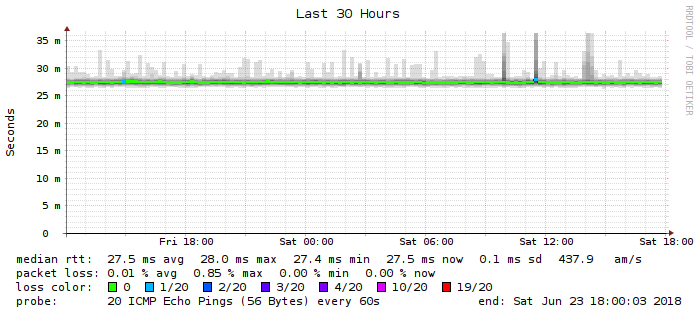 Last 30 Hours
RRDTOOL / TOBI OETIKER
Seconds
35 m
30 m
25 m
20 m
15 m
10 m
5 m
0
Fri 18:00 Sat 00:00 Sat 06:00 Sat 12:00 Sat 18:00
median rtt: 27.5 ms avg 28.0 ms max 27.4 ms min 27.5 ms now 0.1 ms sd 437.9 am/s
packet loss: 0.01 % avg 0.85 % max 0.00 % min 0.00 % now
loss color: 0 1/20 2/20 3/20 4/20 10/20 19/20
probe: 20 ICMP Echo Pings (56 Bytes) every 60s end: Sat Jun 23 18:00:03 2018